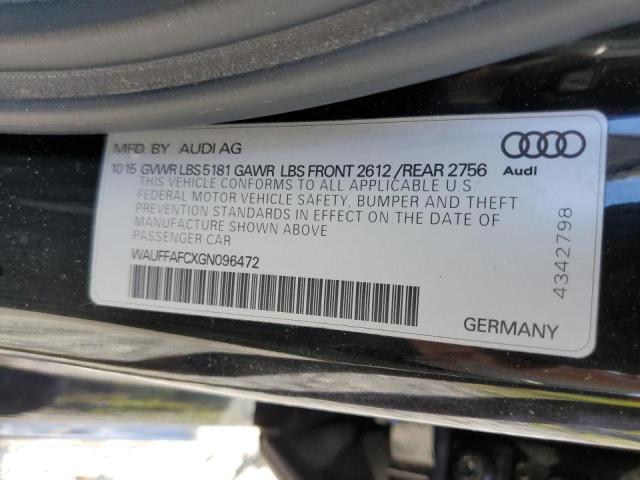 MFD. BY AUDI AG
10 15 GVWR LBS 5181 GAWR LBS FRONT 2612 / REAR 2756
THIS VEHICLE CONFORMS TO ALL APPLICABLE U.S.
FEDERAL MOTOR VEHICLE SAFETY, BUMPER AND THEFT
PREVENTION STANDARDS IN EFFECT ON THE DATE OF
MANUFACTURE SHOWN ABOVE
PASSENGER CAR
WAUFFAFCXGN096472
Audi
4342798
GERMANY